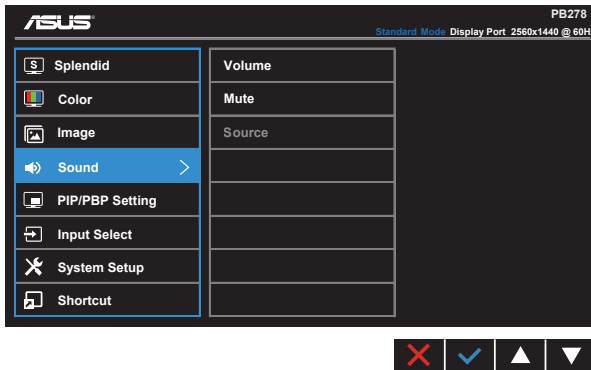 ASUS
PB278
Standard Mode Display Port 2560x1440 @ 60H
S Splendid
Color
Image
Sound
PIP/PBP Setting
Input Select
System Setup
Shortcut
Volume
Mute
Source